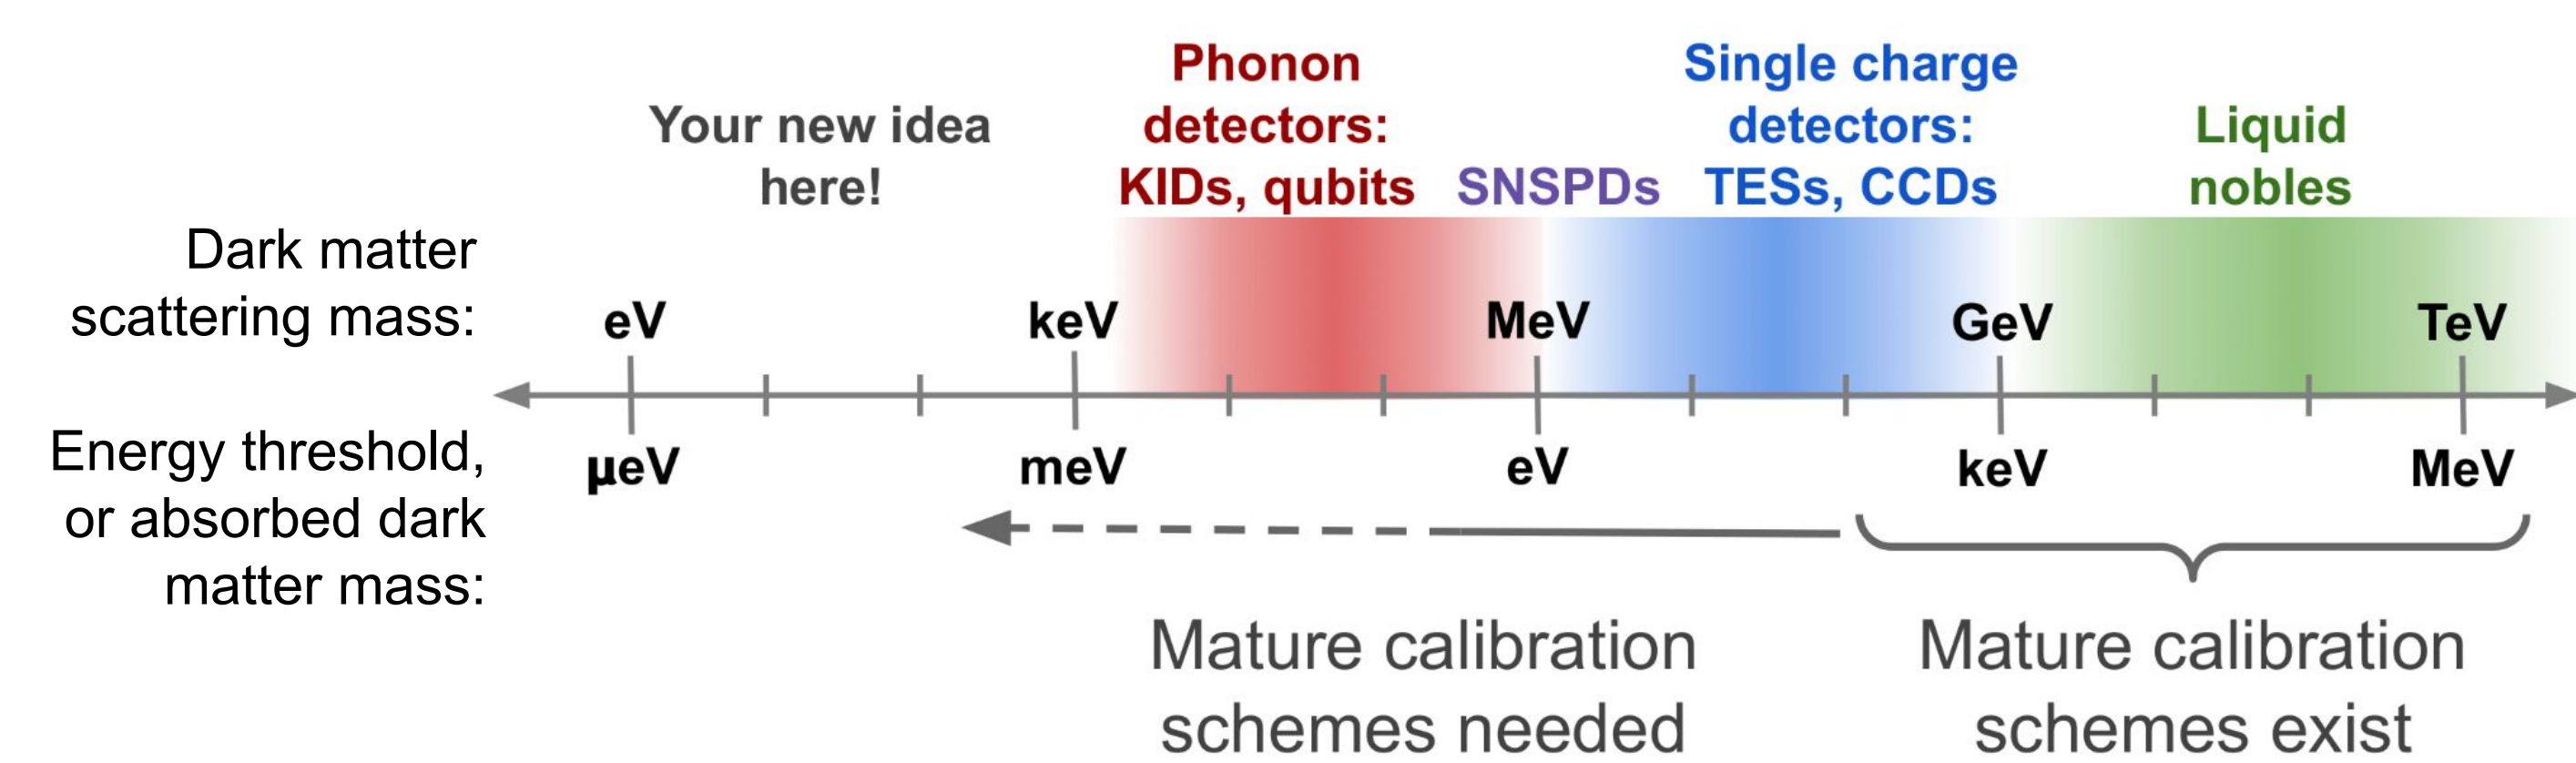 Your new idea
here!
Phonon
detectors:
KIDs, qubits
SNSPDs
Single charge
detectors:
TESs, CCDs
Liquid
nobles
Dark matter
scattering mass:
eV
keV
MeV
GeV
TeV
Energy threshold,
or absorbed dark
matter mass:
μeV
meV
eV
keV
MeV
Mature calibration
schemes needed
Mature calibration
schemes exist